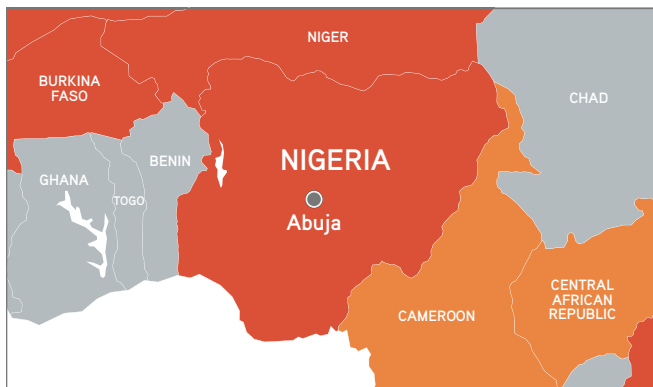 NIGER
BURKINA
FASO
CHAD
NIGERIA
BENIN
GHANA
TOGO
Abuja
CENTRAL
AFRICAN
REPUBLIC
CAMEROON